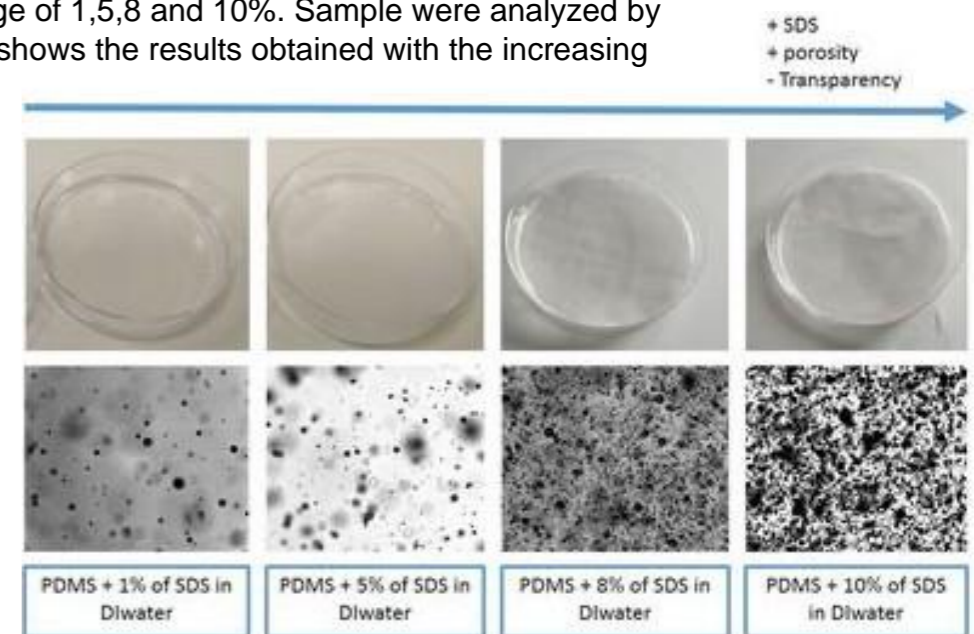 ge of 1,5,8 and 10%. Sample were analyzed by
shows the results obtained with the increasing
+ SDS
+ porosity
- Transparency
PDMS + 1% of SDS in
DIwater
PDMS + 5% of SDS in
DIwater
PDMS + 8% of SDS in
DIwater
PDMS + 10% of SDS
in DIwater